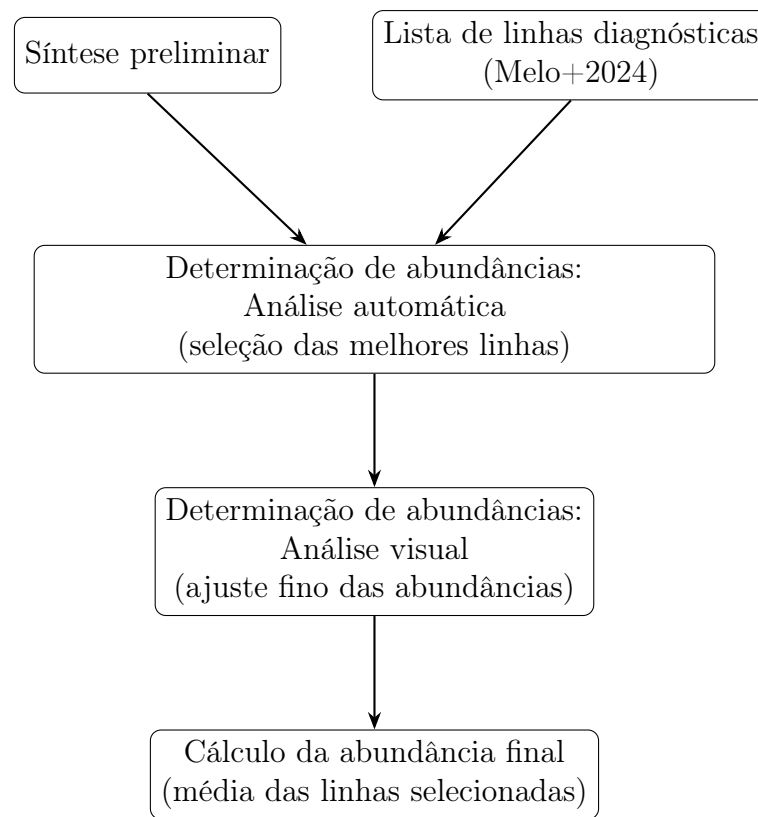 Síntese preliminar
Lista de linhas diagnósticas
(Melo+2024)
Determinação de abundâncias:
Análise automática
(seleção das melhores linhas)
Determinação de abundâncias:
Análise visual
(ajuste fino das abundâncias)
Cálculo da abundância final
(média das linhas selecionadas)